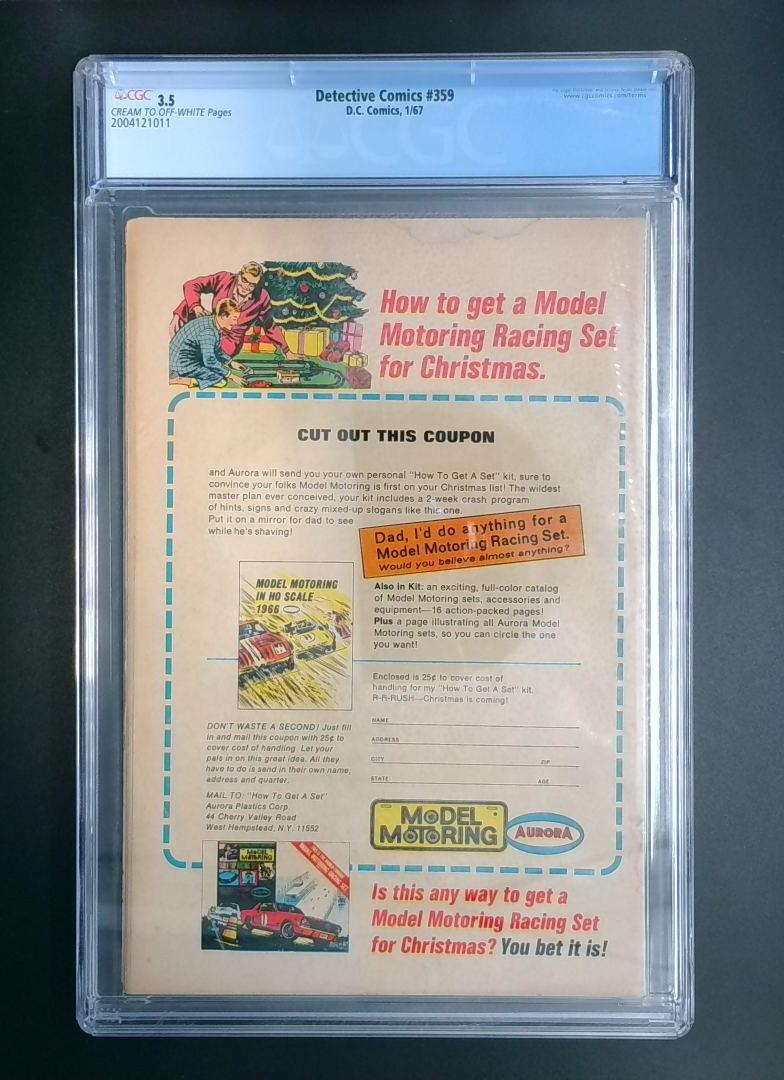 CGC 3.5
CREAM TO OFF-WHITE Pages
2004121011
Detective Comics #359
D.C. Comics, 1/67
www.cgccomics.com/terms
CGC
How to get a Model
Motoring Racing Set
for Christmas.
CUT OUT THIS COUPON
and Aurora will send you your own personal "How To Get A Set" kit, sure to
convince your folks Model Motoring is first on your Christmas list! The wildest
master plan ever conceived, your kit includes a 2-week crash program
of hints, signs and crazy mixed-up slogans like this one.
Put it on a mirror for dad to see
while he's shaving!
Dad, I'd do anything for a
Model Motoring Racing Set.
Would you believe almost anything?
MODEL MOTORING
IN HO SCALE
1966
Also in Kit: an exciting, full-color catalog
of Model Motoring sets, accessories and
equipment—16 action-packed pages!
Plus a page illustrating all Aurora Model
Motoring sets, so you can circle the one
you want!
Enclosed is 25¢ to cover cost of
handling for my "How To Get A Set" kit.
R-R-RUSH—Christmas is coming!
NAME
ADDRESS
CITY ZIP
STATE AGE
DON'T WASTE A SECOND! Just fill
in and mail this coupon with 25¢ to
cover cost of handling. Let your
pals in on this great idea. All they
have to do is send in their own name,
address and quarter.
MAIL TO: "How To Get A Set"
Aurora Plastics Corp.
44 Cherry Valley Road
West Hempstead, N.Y. 11552
MODEL
MOTORING
AURORA
MODEL
MOTORING
MODEL MOTORING RACING SET
Is this any way to get a
Model Motoring Racing Set
for Christmas? You bet it is!